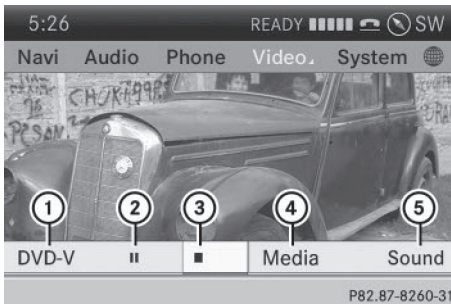 5:26 READY SW
Navi Audio Phone Video System
CHUKA
1 2 3 4 5
DVD-V Media Sound
P82.87-8260-31